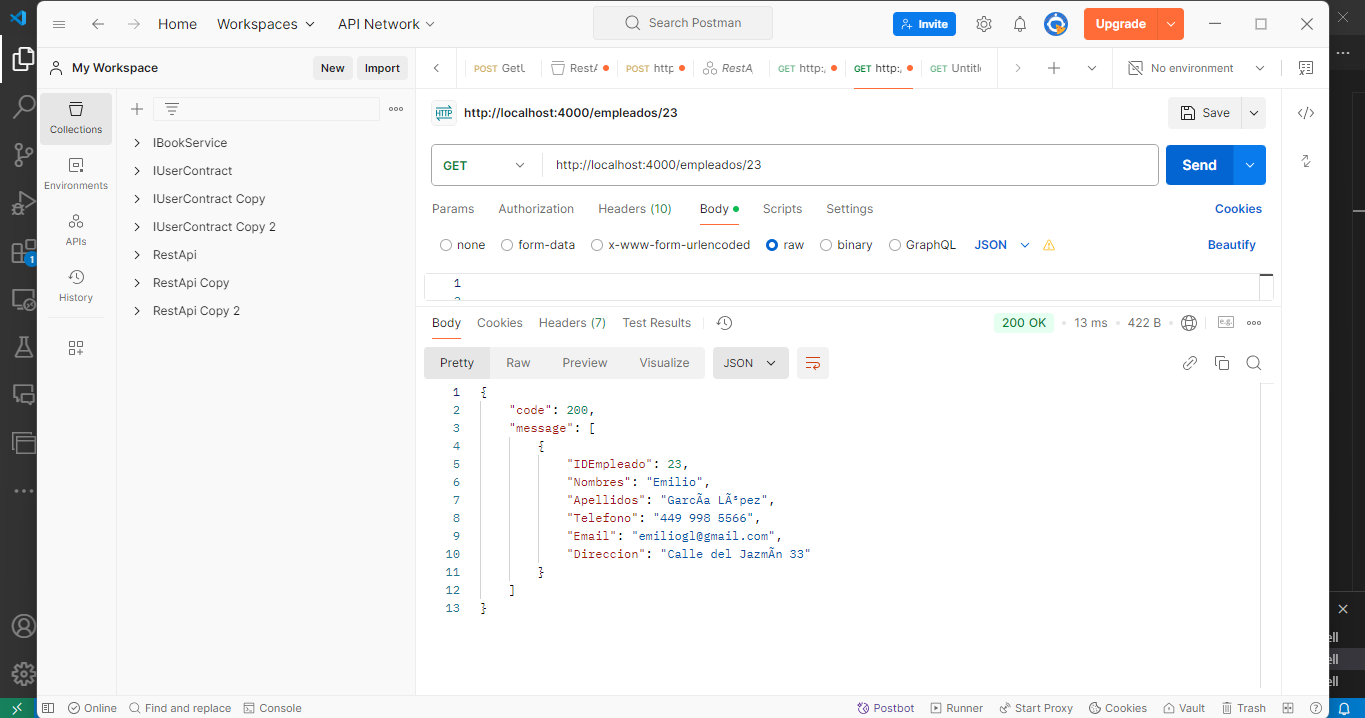 Home
Workspaces
API Network
Search Postman
Invite
Upgrade
My Workspace
New
Import
POST GetU
RestA
POST http
RestA
GET http:,
GET http:,
GET Untitle
No environment
Collections
Environments
APIs
History
IBookService
IUserContract
IUserContract Copy
IUserContract Copy 2
RestApi
RestApi Copy
RestApi Copy 2
HTTP http://localhost:4000/empleados/23
Save
GET http://localhost:4000/empleados/23
Send
Params Authorization Headers (10) Body Scripts Settings
Cookies
none form-data x-www-form-urlencoded raw binary GraphQL JSON
Beautify
1
Body Cookies Headers (7) Test Results
200 OK 13 ms 422 B e.g.
Pretty Raw Preview Visualize JSON
1 {
2 "code": 200,
3 "message": [
4 {
5 "IDEmpleado": 23,
6 "Nombres": "Emilio",
7 "Apellidos": "GarcÃa LÃ³pez",
8 "Telefono": "449 998 5566",
9 "Email": "emiliogl@gmail.com",
10 "Direccion": "Calle del JazmÃn 33"
11 }
12 ]
13 }
1
ell
ell
ell
Online Find and replace Console
Postbot Runner Start Proxy Cookies Vault Trash